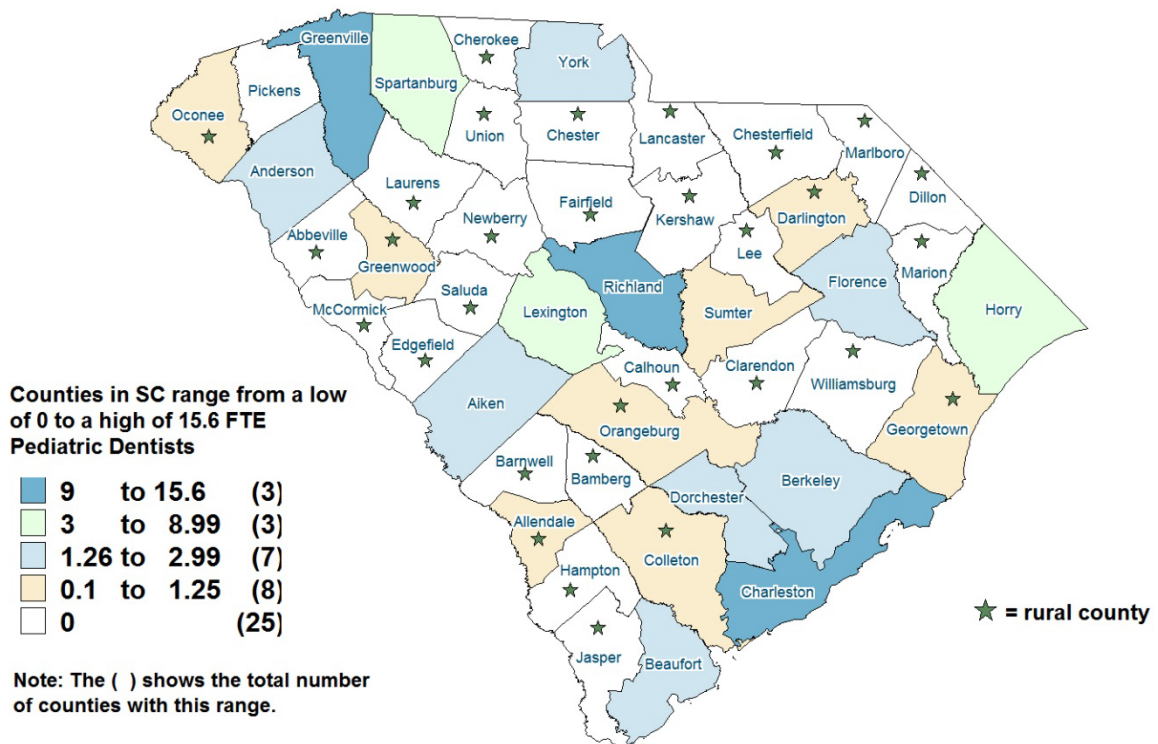 Greenville
Cherokee
York
Spartanburg
Pickens
Oconee
Union
Chester
Lancaster
Chesterfield
Marlboro
Anderson
Dillon
Laurens
Fairfield
Newberry
Kershaw
Darlington
Abbeville
Lee
Greenwood
Marion
Saluda
Richland
Florence
McCormick
Lexington
Sumter
Horry
Edgefield
Calhoun
Clarendon
Williamsburg
Counties in SC range from a low
of 0 to a high of 15.6 FTE
Pediatric Dentists
Aiken
Orangeburg
Georgetown
Barnwell
Bamberg
Berkeley
Dorchester
9 to 15.6 (3)
3 to 8.99 (3)
1.26 to 2.99 (7)
0.1 to 1.25 (8)
0 (25)
Allendale
Colleton
Hampton
Charleston
= rural county
Jasper
Beaufort
Note: The ( ) shows the total number
of counties with this range.